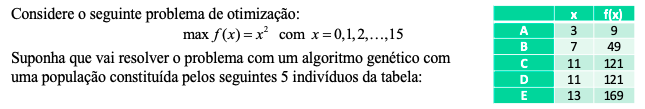 Considere o seguinte problema de otimização:
max f(x) = x² com x = 0,1,2,…,15
Suponha que vai resolver o problema com um algoritmo genético com
uma população constituída pelos seguintes 5 indivíduos da tabela:
x f(x)
A 3 9
B 7 49
C 11 121
D 11 121
E 13 169